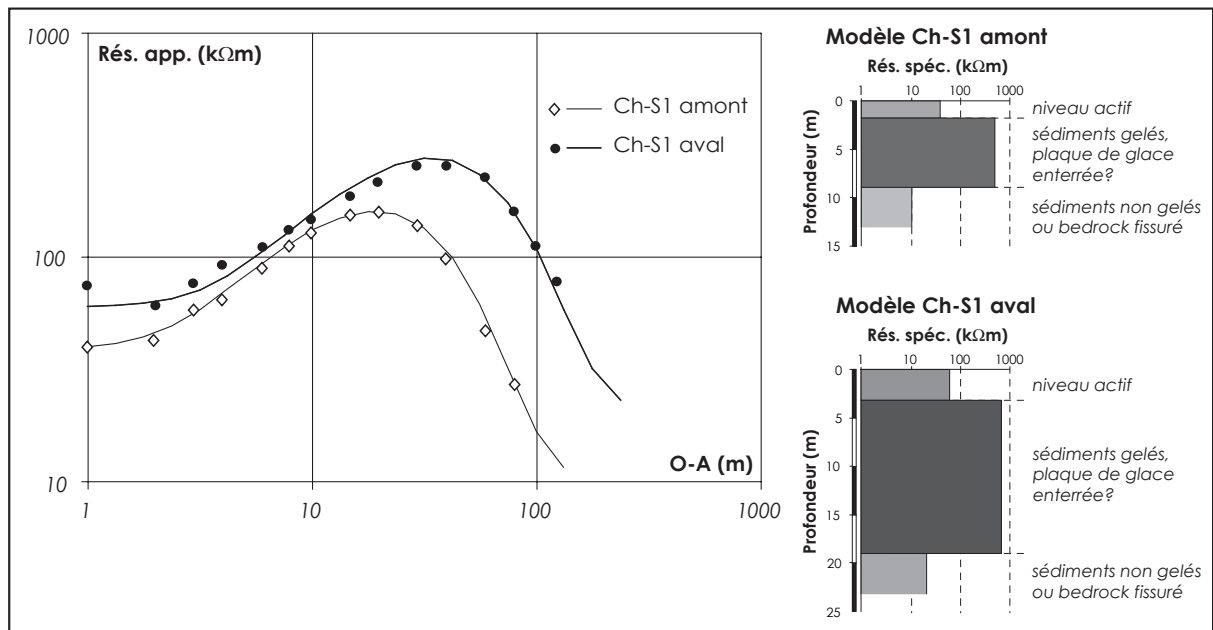 1000
Rés. app. (kΩm)
Ch-S1 amont
Ch-S1 aval
100
O-A (m)
10
1
10
100
1000
Modèle Ch-S1 amont
Rés. spéc. (kΩm)
1
10
100
1000
Profondeur (m)
0
5
10
15
niveau actif
sédiments gelés,
plaque de glace
enterrée?
sédiments non gelés
ou bedrock fissuré
Modèle Ch-S1 aval
Rés. spéc. (kΩm)
1
10
100
1000
Profondeur (m)
0
5
10
15
20
25
niveau actif
sédiments gelés,
plaque de glace
enterrée?
sédiments non gelés
ou bedrock fissuré